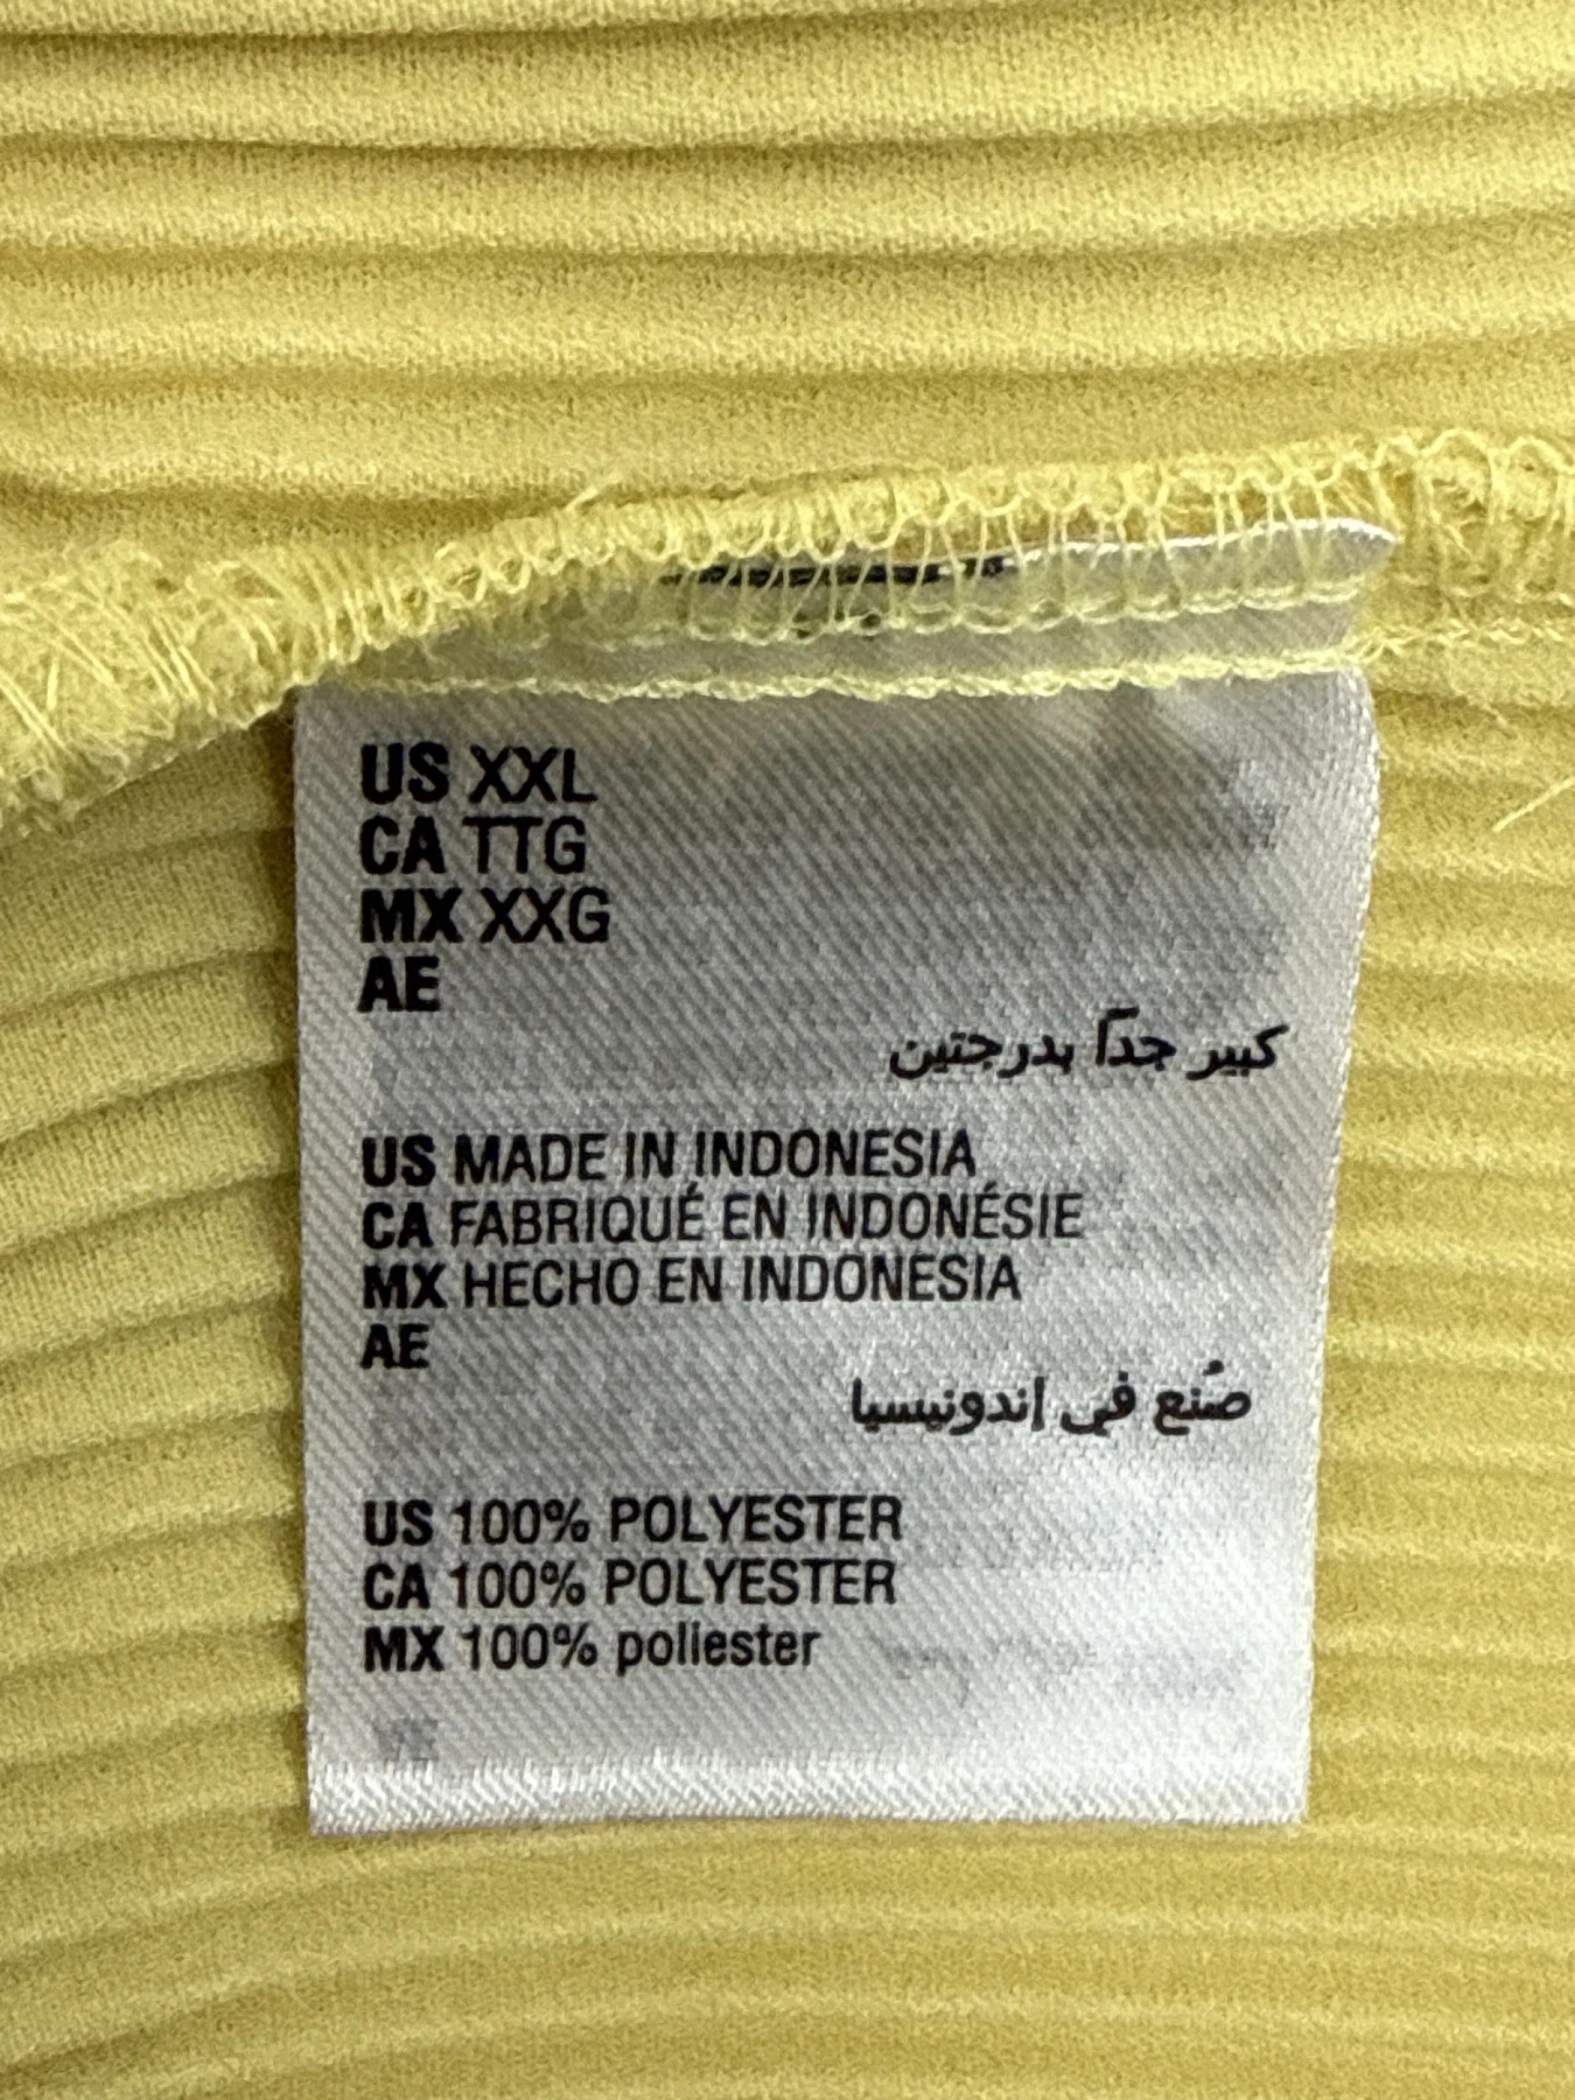 US XXL
CA TTG
MX XXG
AE
كبير جداً بدرجتين
US MADE IN INDONESIA
CA FABRIQUÉ EN INDONÉSIE
MX HECHO EN INDONESIA
AE
صُنع في إندونيسيا
US 100% POLYESTER
CA 100% POLYESTER
MX 100% poliester